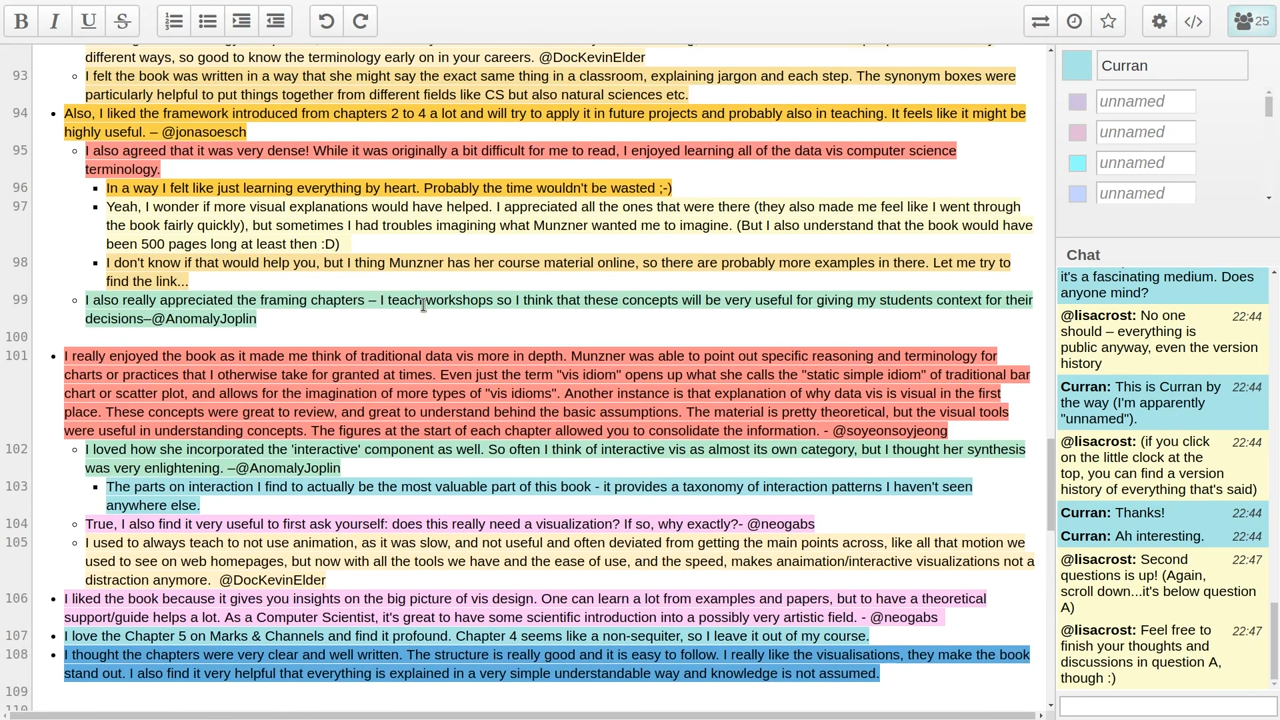 B I U S 25
different ways, so good to know the terminology early on in your careers. @DocKevinElder
93 I felt the book was written in a way that she might say the exact same thing in a classroom, explaining jargon and each step. The synonym boxes were
particularly helpful to put things together from different fields like CS but also natural sciences etc.
94 Also, I liked the framework introduced from chapters 2 to 4 a lot and will try to apply it in future projects and probably also in teaching. It feels like it might be
highly useful. – @jonasoesch
95 I also agreed that it was very dense! While it was originally a bit difficult for me to read, I enjoyed learning all of the data vis computer science
terminology.
96 In a way I felt like just learning everything by heart. Probably the time wouldn't be wasted ;-)
97 Yeah, I wonder if more visual explanations would have helped. I appreciated all the ones that were there (they also made me feel like I went through
the book fairly quickly), but sometimes I had troubles imagining what Munzner wanted me to imagine. (But I also understand that the book would have
been 500 pages long at least then :D)
98 I don't know if that would help you, but I thing Munzner has her course material online, so there are probably more examples in there. Let me try to
find the link...
99 I also really appreciated the framing chapters – I teach workshops so I think that these concepts will be very useful for giving my students context for their
decisions–@AnomalyJoplin
100
101 I really enjoyed the book as it made me think of traditional data vis more in depth. Munzner was able to point out specific reasoning and terminology for
charts or practices that I otherwise take for granted at times. Even just the term "vis idiom" opens up what she calls the "static simple idiom" of traditional bar
chart or scatter plot, and allows for the imagination of more types of "vis idioms". Another instance is that explanation of why data vis is visual in the first
place. These concepts were great to review, and great to understand behind the basic assumptions. The material is pretty theoretical, but the visual tools
were useful in understanding concepts. The figures at the start of each chapter allowed you to consolidate the information. - @soyeonsoyjeong
102 I loved how she incorporated the 'interactive' component as well. So often I think of interactive vis as almost its own category, but I thought her synthesis
was very enlightening. –@AnomalyJoplin
103 The parts on interaction I find to actually be the most valuable part of this book - it provides a taxonomy of interaction patterns I haven't seen
anywhere else.
104 True, I also find it very useful to first ask yourself: does this really need a visualization? If so, why exactly?- @neogabs
105 I used to always teach to not use animation, as it was slow, and not useful and often deviated from getting the main points across, like all that motion we
used to see on web homepages, but now with all the tools we have and the ease of use, and the speed, makes anaimation/interactive visualizations not a
distraction anymore. @DocKevinElder
106 I liked the book because it gives you insights on the big picture of vis design. One can learn a lot from examples and papers, but to have a theoretical
support/guide helps a lot. As a Computer Scientist, it's great to have some scientific introduction into a possibly very artistic field. - @neogabs
107 I love the Chapter 5 on Marks & Channels and find it profound. Chapter 4 seems like a non-sequiter, so I leave it out of my course.
108 I thought the chapters were very clear and well written. The structure is really good and it is easy to follow. I really like the visualisations, they make the book
stand out. I also find it very helpful that everything is explained in a very simple understandable way and knowledge is not assumed.
109
110
Curran
unnamed
unnamed
unnamed
unnamed
Chat
it's a fascinating medium. Does
anyone mind?
@lisacrost: No one 22:44
should – everything is
public anyway, even the version
history
Curran: This is Curran by 22:44
the way (I'm apparently
"unnamed").
@lisacrost: (if you click 22:44
on the little clock at the
top, you can find a version
history of everything that's said)
Curran: Thanks! 22:44
Curran: Ah interesting. 22:44
@lisacrost: Second 22:47
questions is up! (Again,
scroll down...it's below question
A)
@lisacrost: Feel free to 22:47
finish your thoughts and
discussions in question A,
though :)